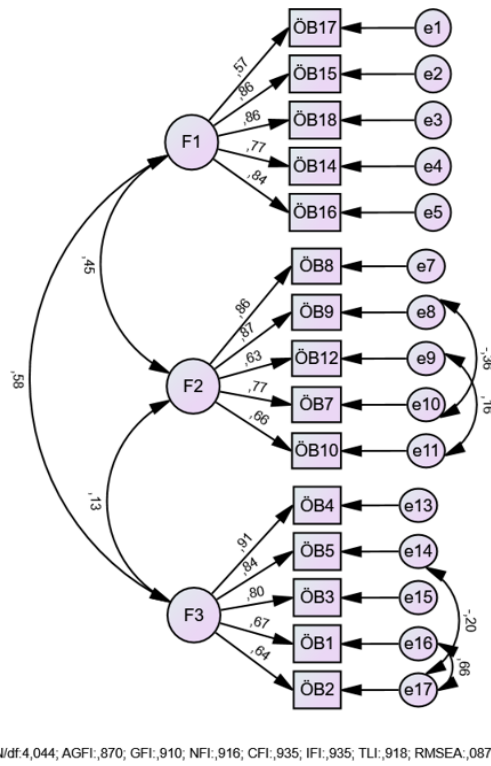 ÖB17 e1
,57
ÖB15 e2
,86
ÖB18 e3
,86
F1
ÖB14 e4
,77
ÖB16 e5
,84
,45
ÖB8 e7
,86
ÖB9 e8
,87
-,36
ÖB12 e9
,63
,58
F2
ÖB7 e10
,77
,16
ÖB10 e11
,66
,13
ÖB4 e13
,91
ÖB5 e14
,84
ÖB3 e15
,80
F3
-,20
ÖB1 e16
,67
,66
ÖB2 e17
,64
N/df:4,044; AGFI:,870; GFI:,910; NFI:,916; CFI:,935; IFI:,935; TLI:,918; RMSEA:,087